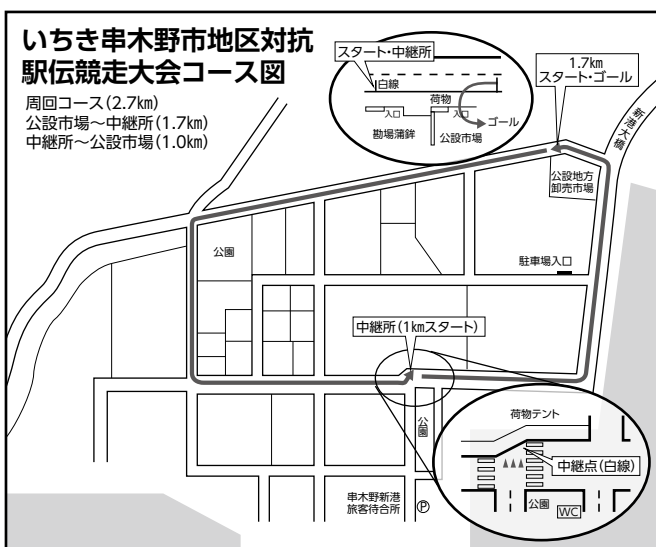 いちき串木野市地区対抗
駅伝競走大会コース図
周回コース(2.7km)
公設市場～中継所(1.7km)
中継所～公設市場(1.0km)
スタート・中継所
白線
荷物
入口
入口
ゴール
勘場蒲鉾
公設市場
1.7km
スタート・ゴール
新港大橋
公設地方
卸売市場
公園
駐車場入口
中継所(1kmスタート)
公園
荷物テント
中継点(白線)
公園
WC
串木野新港
旅客待合所
P